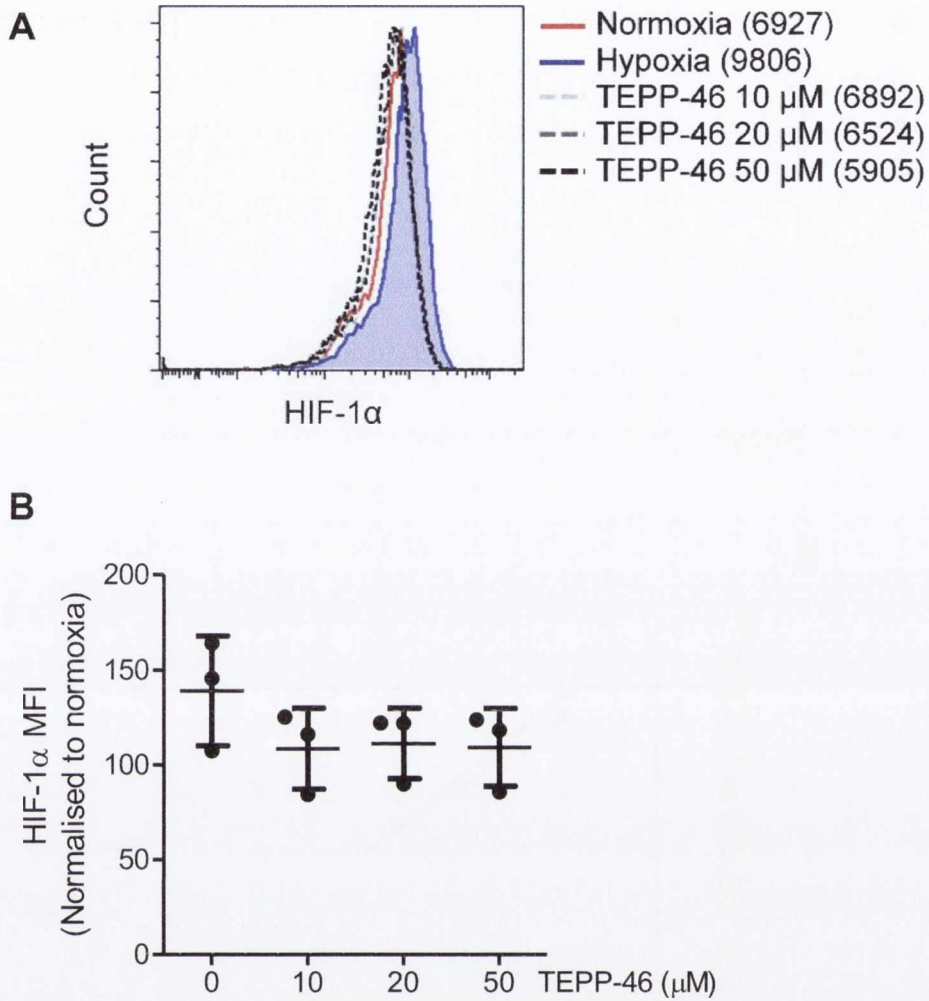 A
Normoxia (6927)
Hypoxia (9806)
TEPP-46 10 µM (6892)
TEPP-46 20 µM (6524)
TEPP-46 50 µM (5905)
Count
HIF-1α
B
HIF-1α MFI
(Normalised to normoxia)
200
150
100
50
0
0 10 20 50 TEPP-46 (µM)